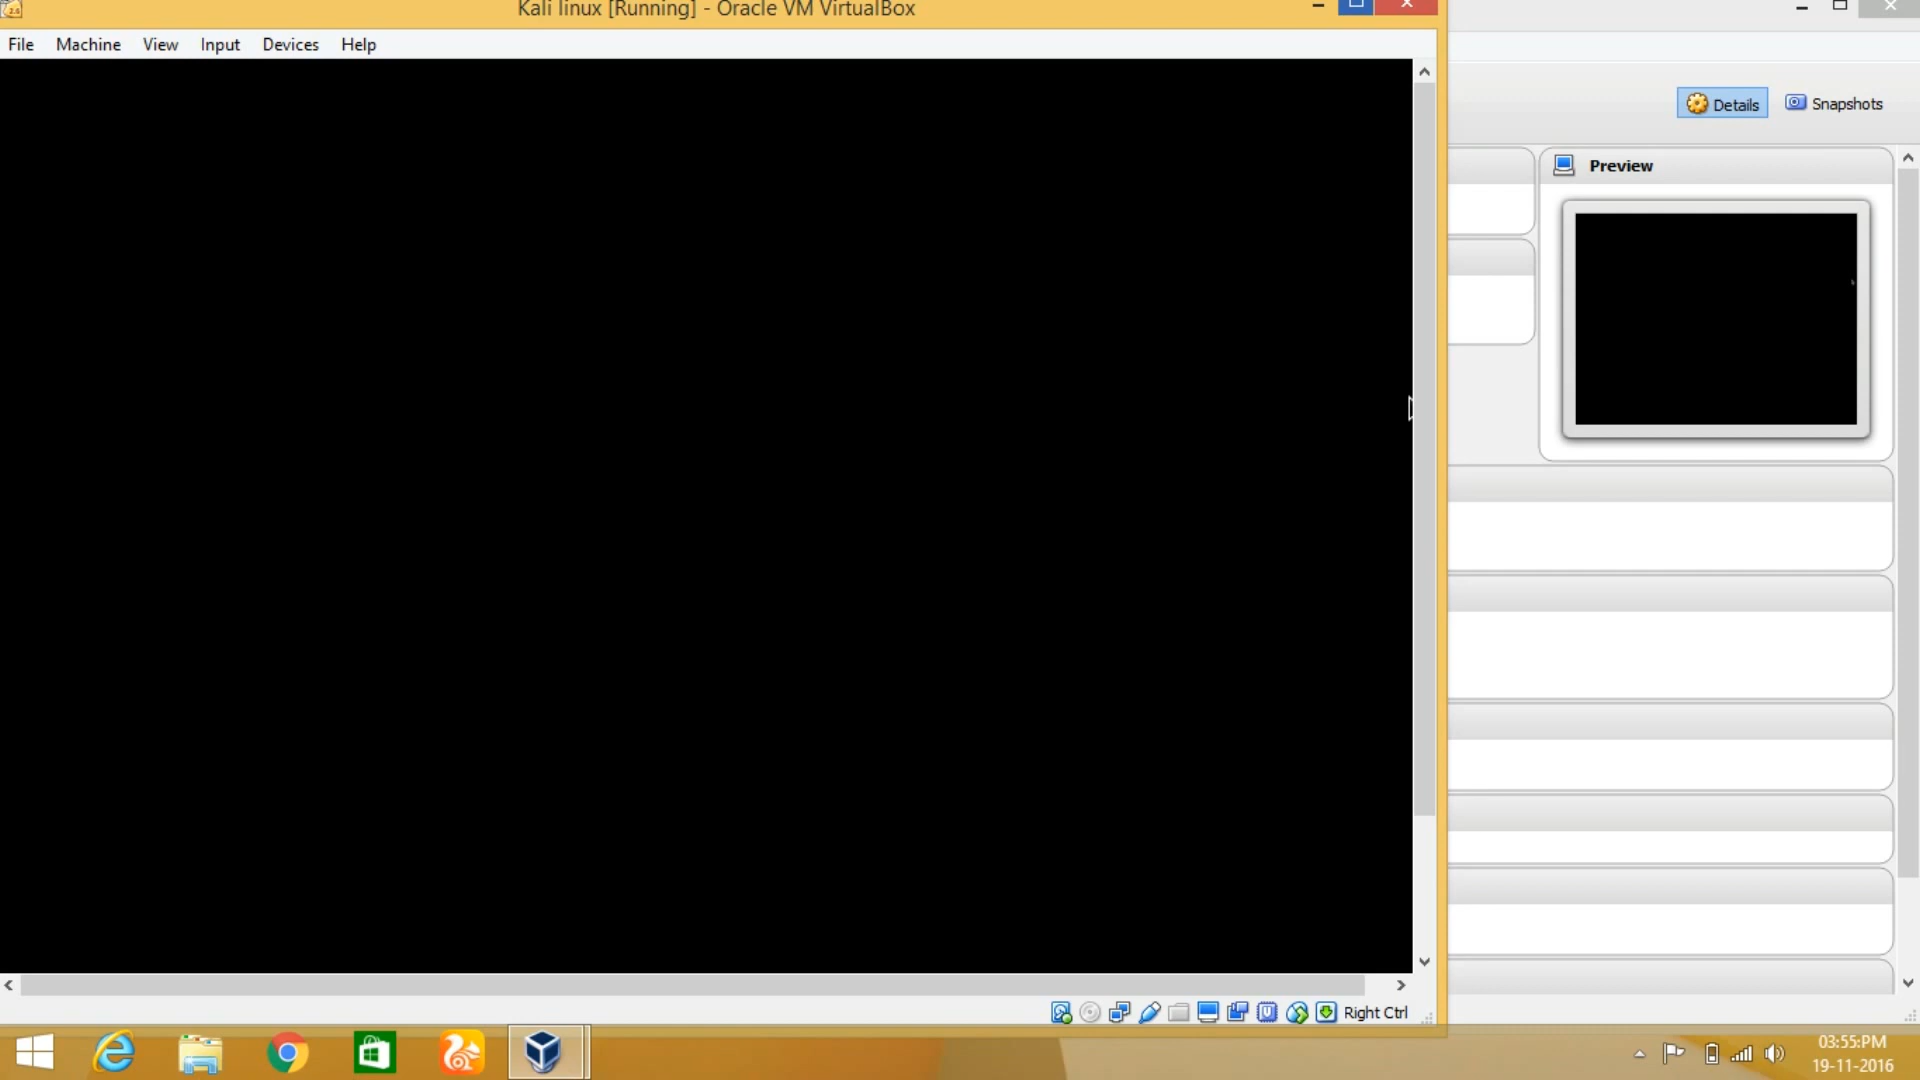 Kali linux [Running] - Oracle VM VirtualBox
File Machine View Input Devices Help
Details Snapshots
Preview
Right Ctrl
03:55:PM
19-11-2016